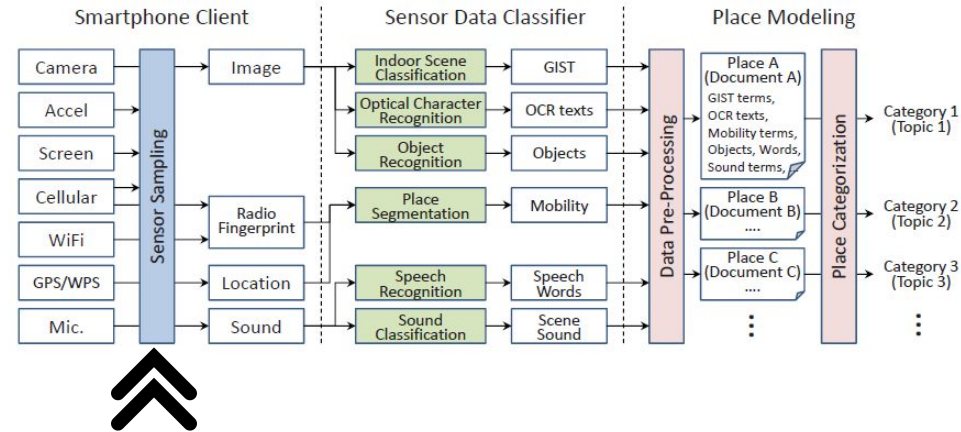 Smartphone Client
Sensor Data Classifier
Place Modeling
Camera
Accel
Screen
Cellular
WiFi
GPS/WPS
Mic.
Sensor Sampling
Image
Radio
Fingerprint
Location
Sound
Indoor Scene
Classification
Optical Character
Recognition
Object
Recognition
Place
Segmentation
Speech
Recognition
Sound
Classification
GIST
OCR texts
Objects
Mobility
Speech
Words
Scene
Sound
Data Pre-Processing
Place A
(Document A)
GIST terms,
OCR texts,
Mobility terms,
Objects, Words,
Sound terms,
Place B
(Document B)
....
Place C
(Document C)
....
Place Categorization
Category 1
(Topic 1)
Category 2
(Topic 2)
Category 3
(Topic 3)